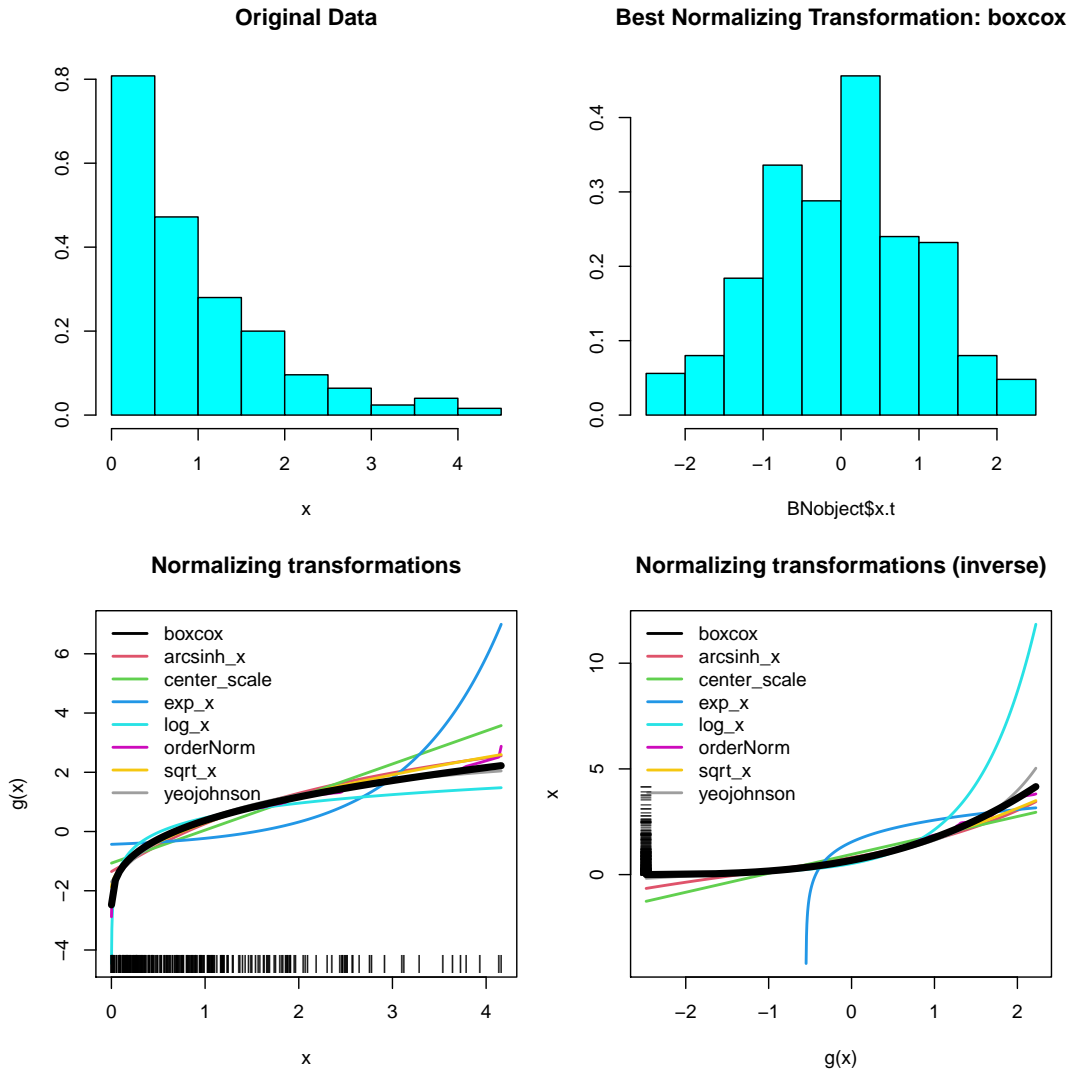 Original Data
0.0
0.2
0.4
0.6
0.8
0
1
2
3
4
x
Best Normalizing Transformation: boxcox
0.0
0.1
0.2
0.3
0.4
−2
−1
0
1
2
BNobject$x.t
Normalizing transformations
g(x)
−4
−2
0
2
4
6
boxcox
arcsinh_x
center_scale
exp_x
log_x
orderNorm
sqrt_x
yeojohnson
0
1
2
3
4
x
Normalizing transformations (inverse)
x
0
5
10
boxcox
arcsinh_x
center_scale
exp_x
log_x
orderNorm
sqrt_x
yeojohnson
−2
−1
0
1
2
g(x)